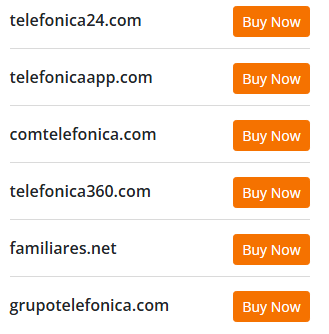 telefonica24.com Buy Now
telefonicaapp.com Buy Now
comtelefonica.com Buy Now
telefonica360.com Buy Now
familiares.net Buy Now
grupotelefonica.com Buy Now